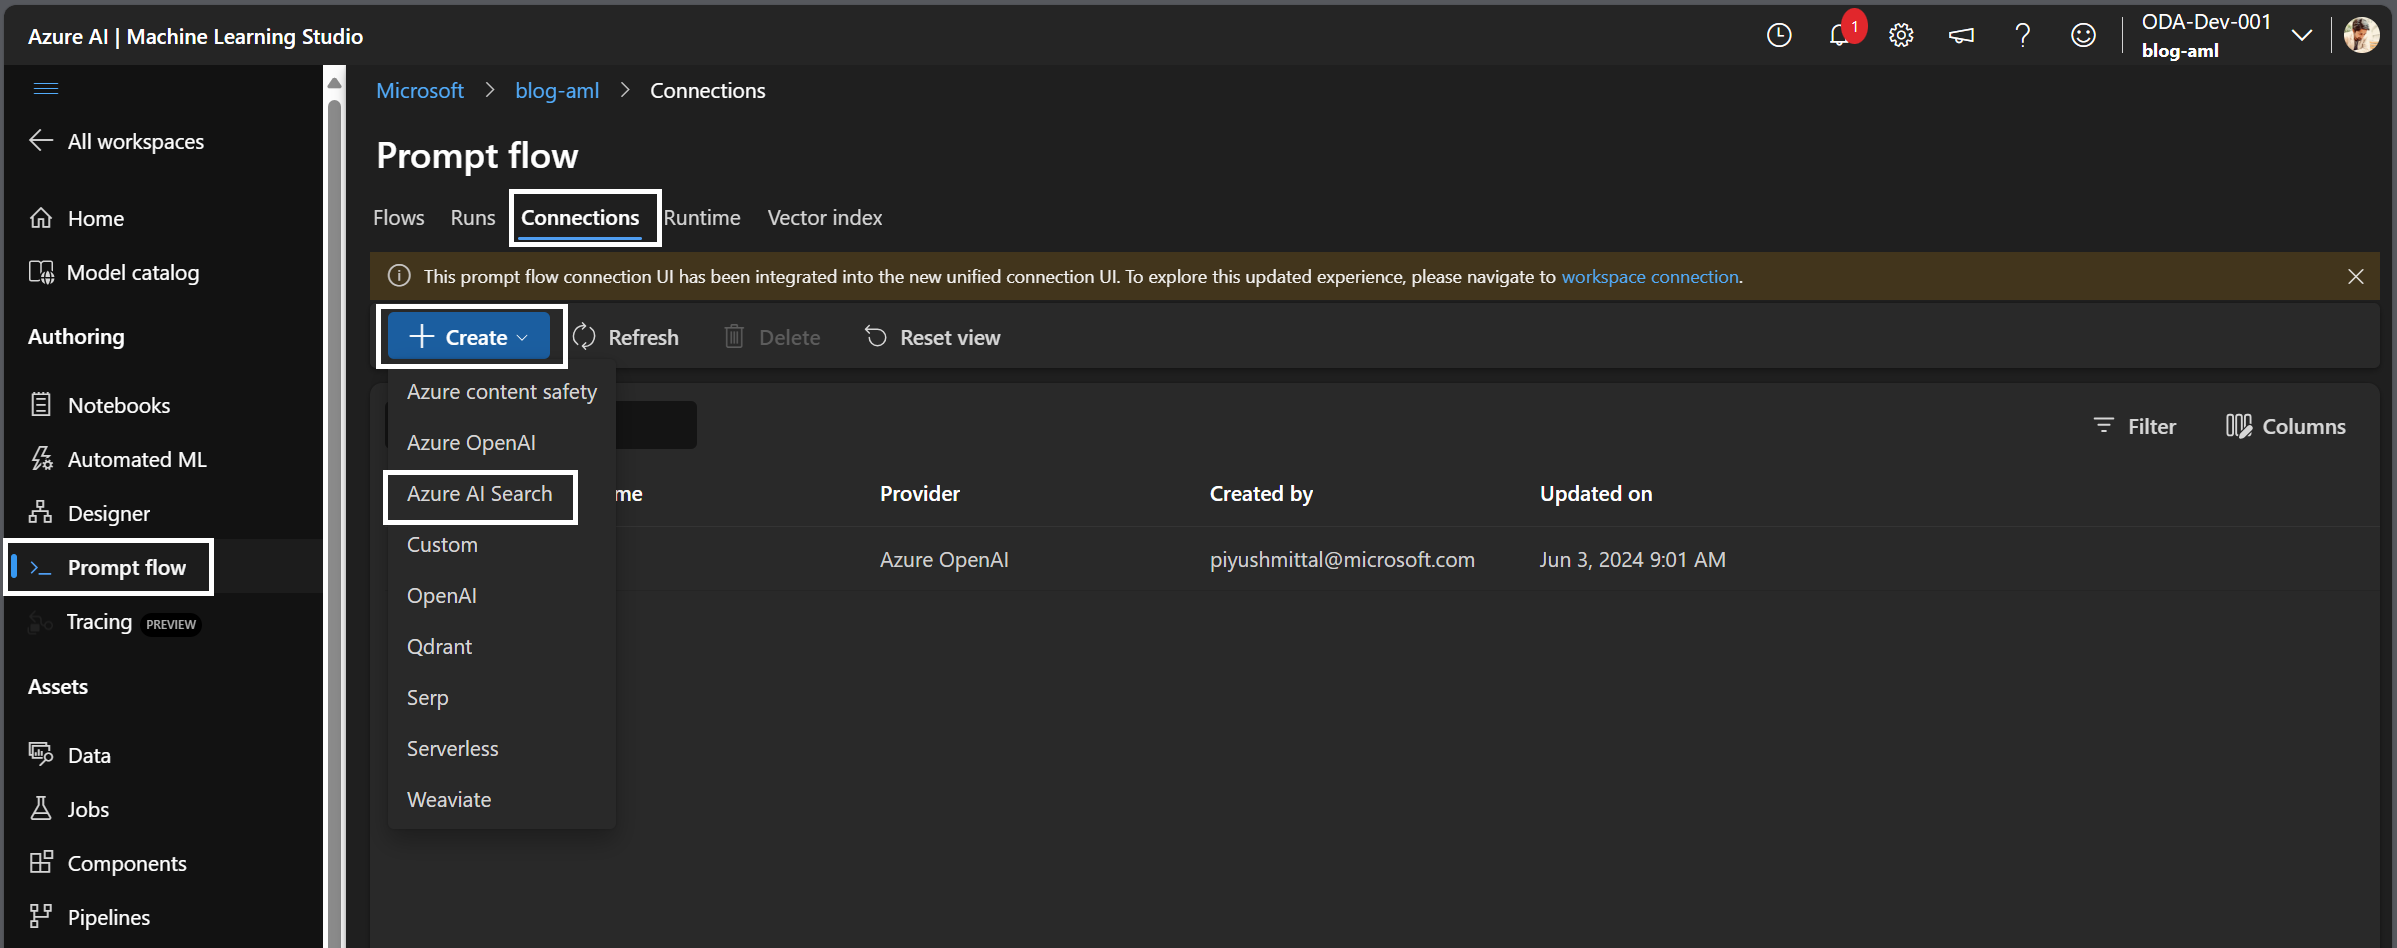 Azure AI | Machine Learning Studio
1
ODA-Dev-001
blog-aml
All workspaces
Home
Model catalog
Authoring
Notebooks
Automated ML
Designer
Prompt flow
Tracing PREVIEW
Assets
Data
Jobs
Components
Pipelines
Microsoft > blog-aml > Connections
Prompt flow
Flows Runs Connections Runtime Vector index
This prompt flow connection UI has been integrated into the new unified connection UI. To explore this updated experience, please navigate to workspace connection.
Create Refresh Delete Reset view
Azure content safety
Azure OpenAI
Azure AI Search
Custom
OpenAI
Qdrant
Serp
Serverless
Weaviate
Filter Columns
me Provider Created by Updated on
Azure OpenAI piyushmittal@microsoft.com Jun 3, 2024 9:01 AM